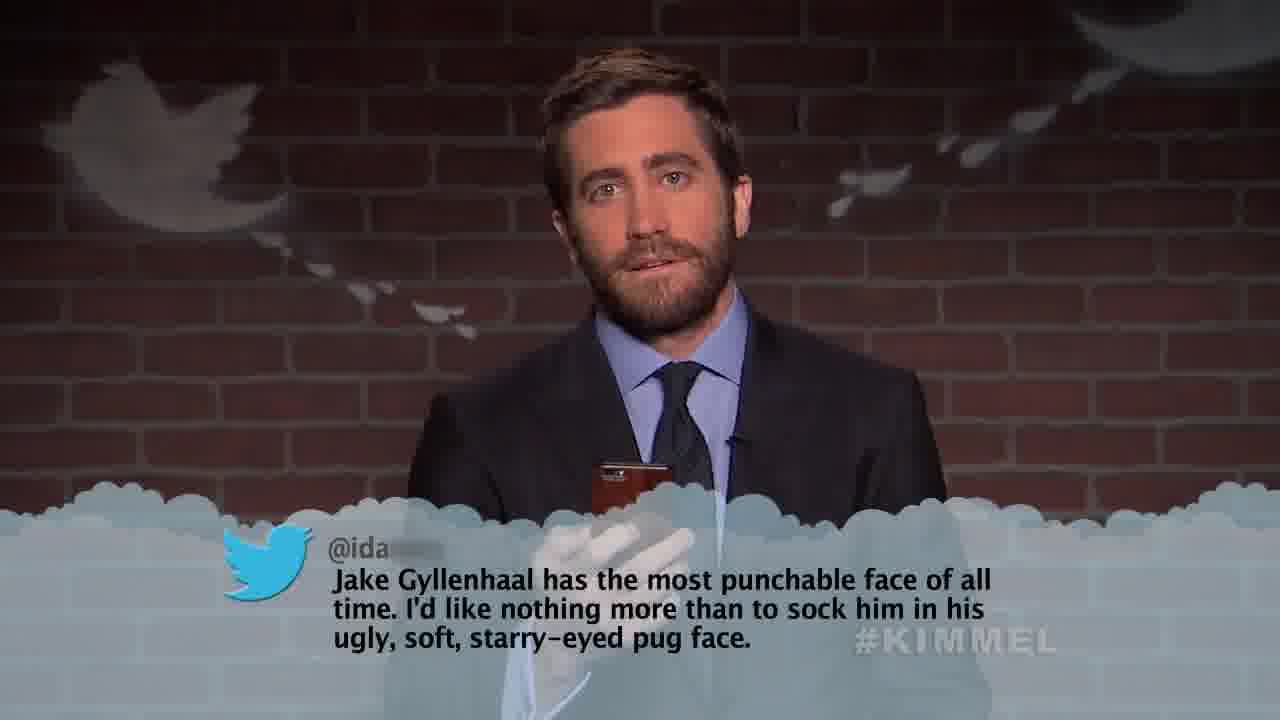 @ida
Jake Gyllenhaal has the most punchable face of all
time. I'd like nothing more than to sock him in his
ugly, soft, starry-eyed pug face.
#KIMMEL